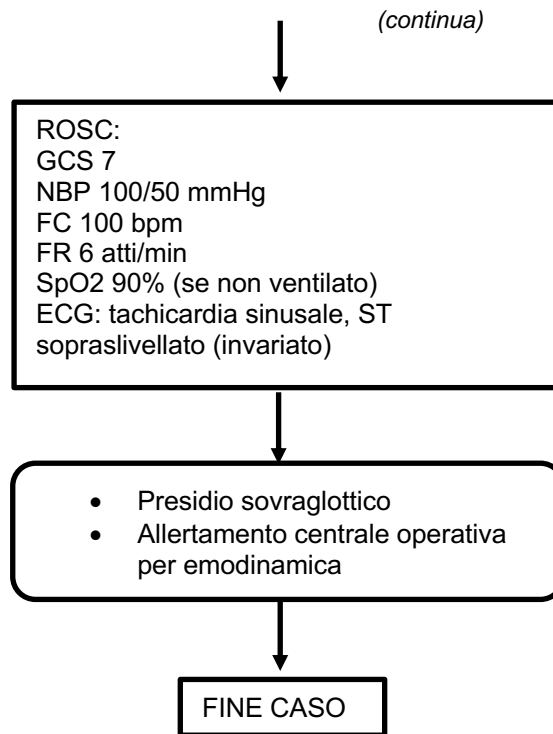 (continua)
ROSC:
GCS 7
NBP 100/50 mmHg
FC 100 bpm
FR 6 atti/min
SpO2 90% (se non ventilato)
ECG: tachicardia sinusale, ST
sopraslivellato (invariato)
• Presidio sovraglottico
• Allertamento centrale operativa
per emodinamica
FINE CASO